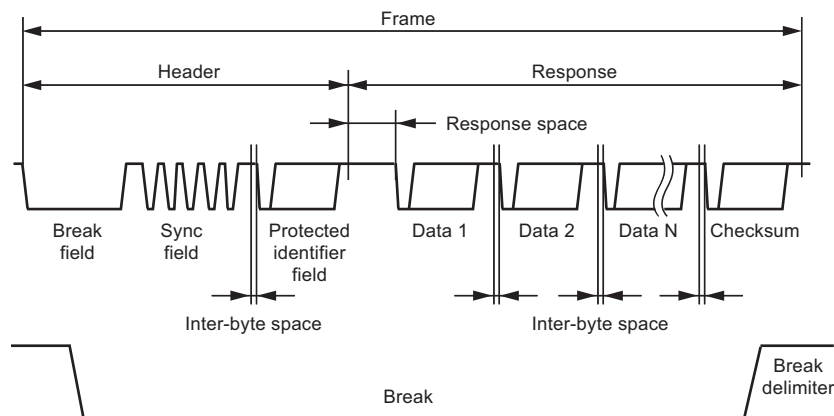 Frame
Header
Response
Response space
Break
field
Sync
field
Protected
identifier
field
Data 1
Data 2
Data N
Checksum
Inter-byte space
Inter-byte space
Break
Break
delimiter